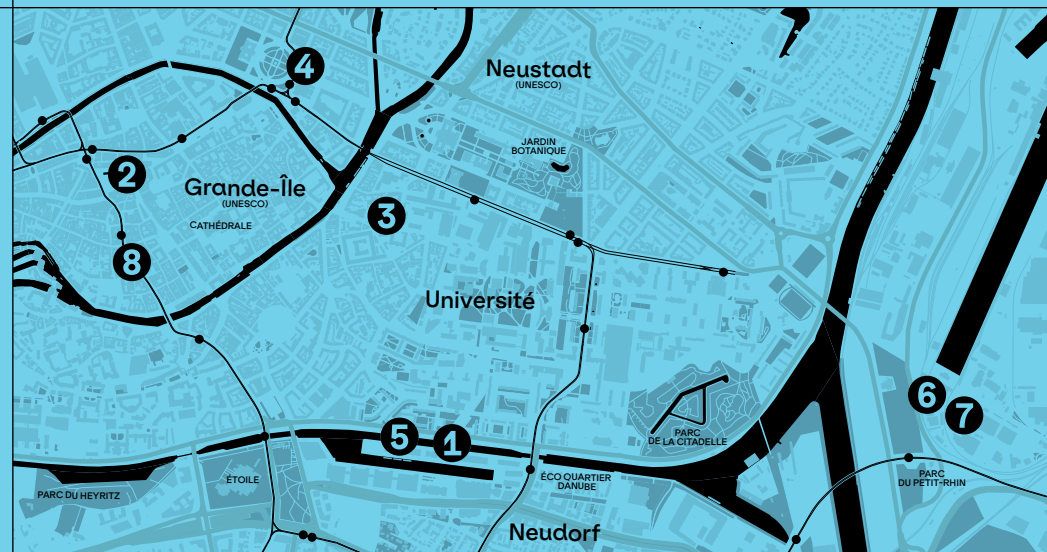 4
Neustadt
(UNESCO)
JARDIN
BOTANIQUE
2
Grande-Île
(UNESCO)
CATHÉDRALE
3
8
Université
6
7
5
1
PARC
DE LA CITADELLE
ÉTOILE
PARC DU HEYRITZ
ÉCO QUARTIER
DANUBE
PARC
DU PETIT-RHIN
Neudorf